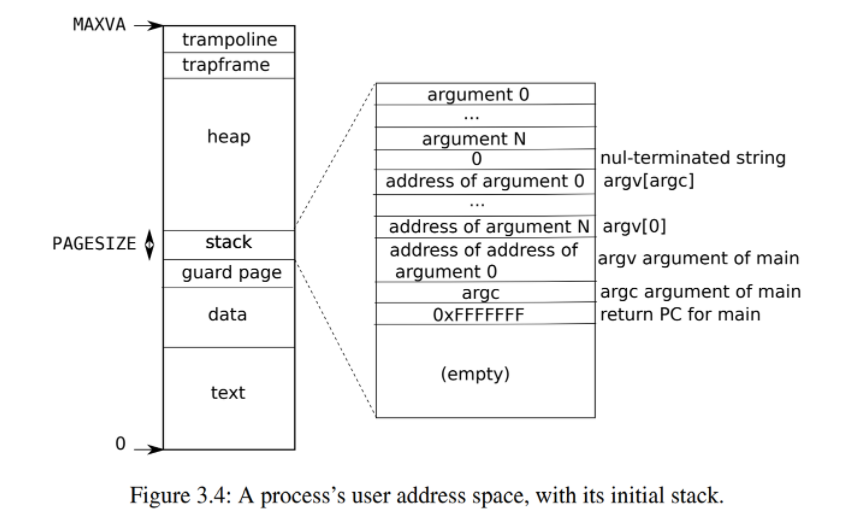 MAXVA
trampoline
trapframe
heap
PAGESIZE
stack
guard page
data
text
0
argument 0
...
argument N
0
nul-terminated string
address of argument 0
argv[argc]
...
address of argument N
argv[0]
address of address of
argument 0
argv argument of main
argc
argc argument of main
0xFFFFFFF
return PC for main
(empty)
Figure 3.4: A process's user address space, with its initial stack.